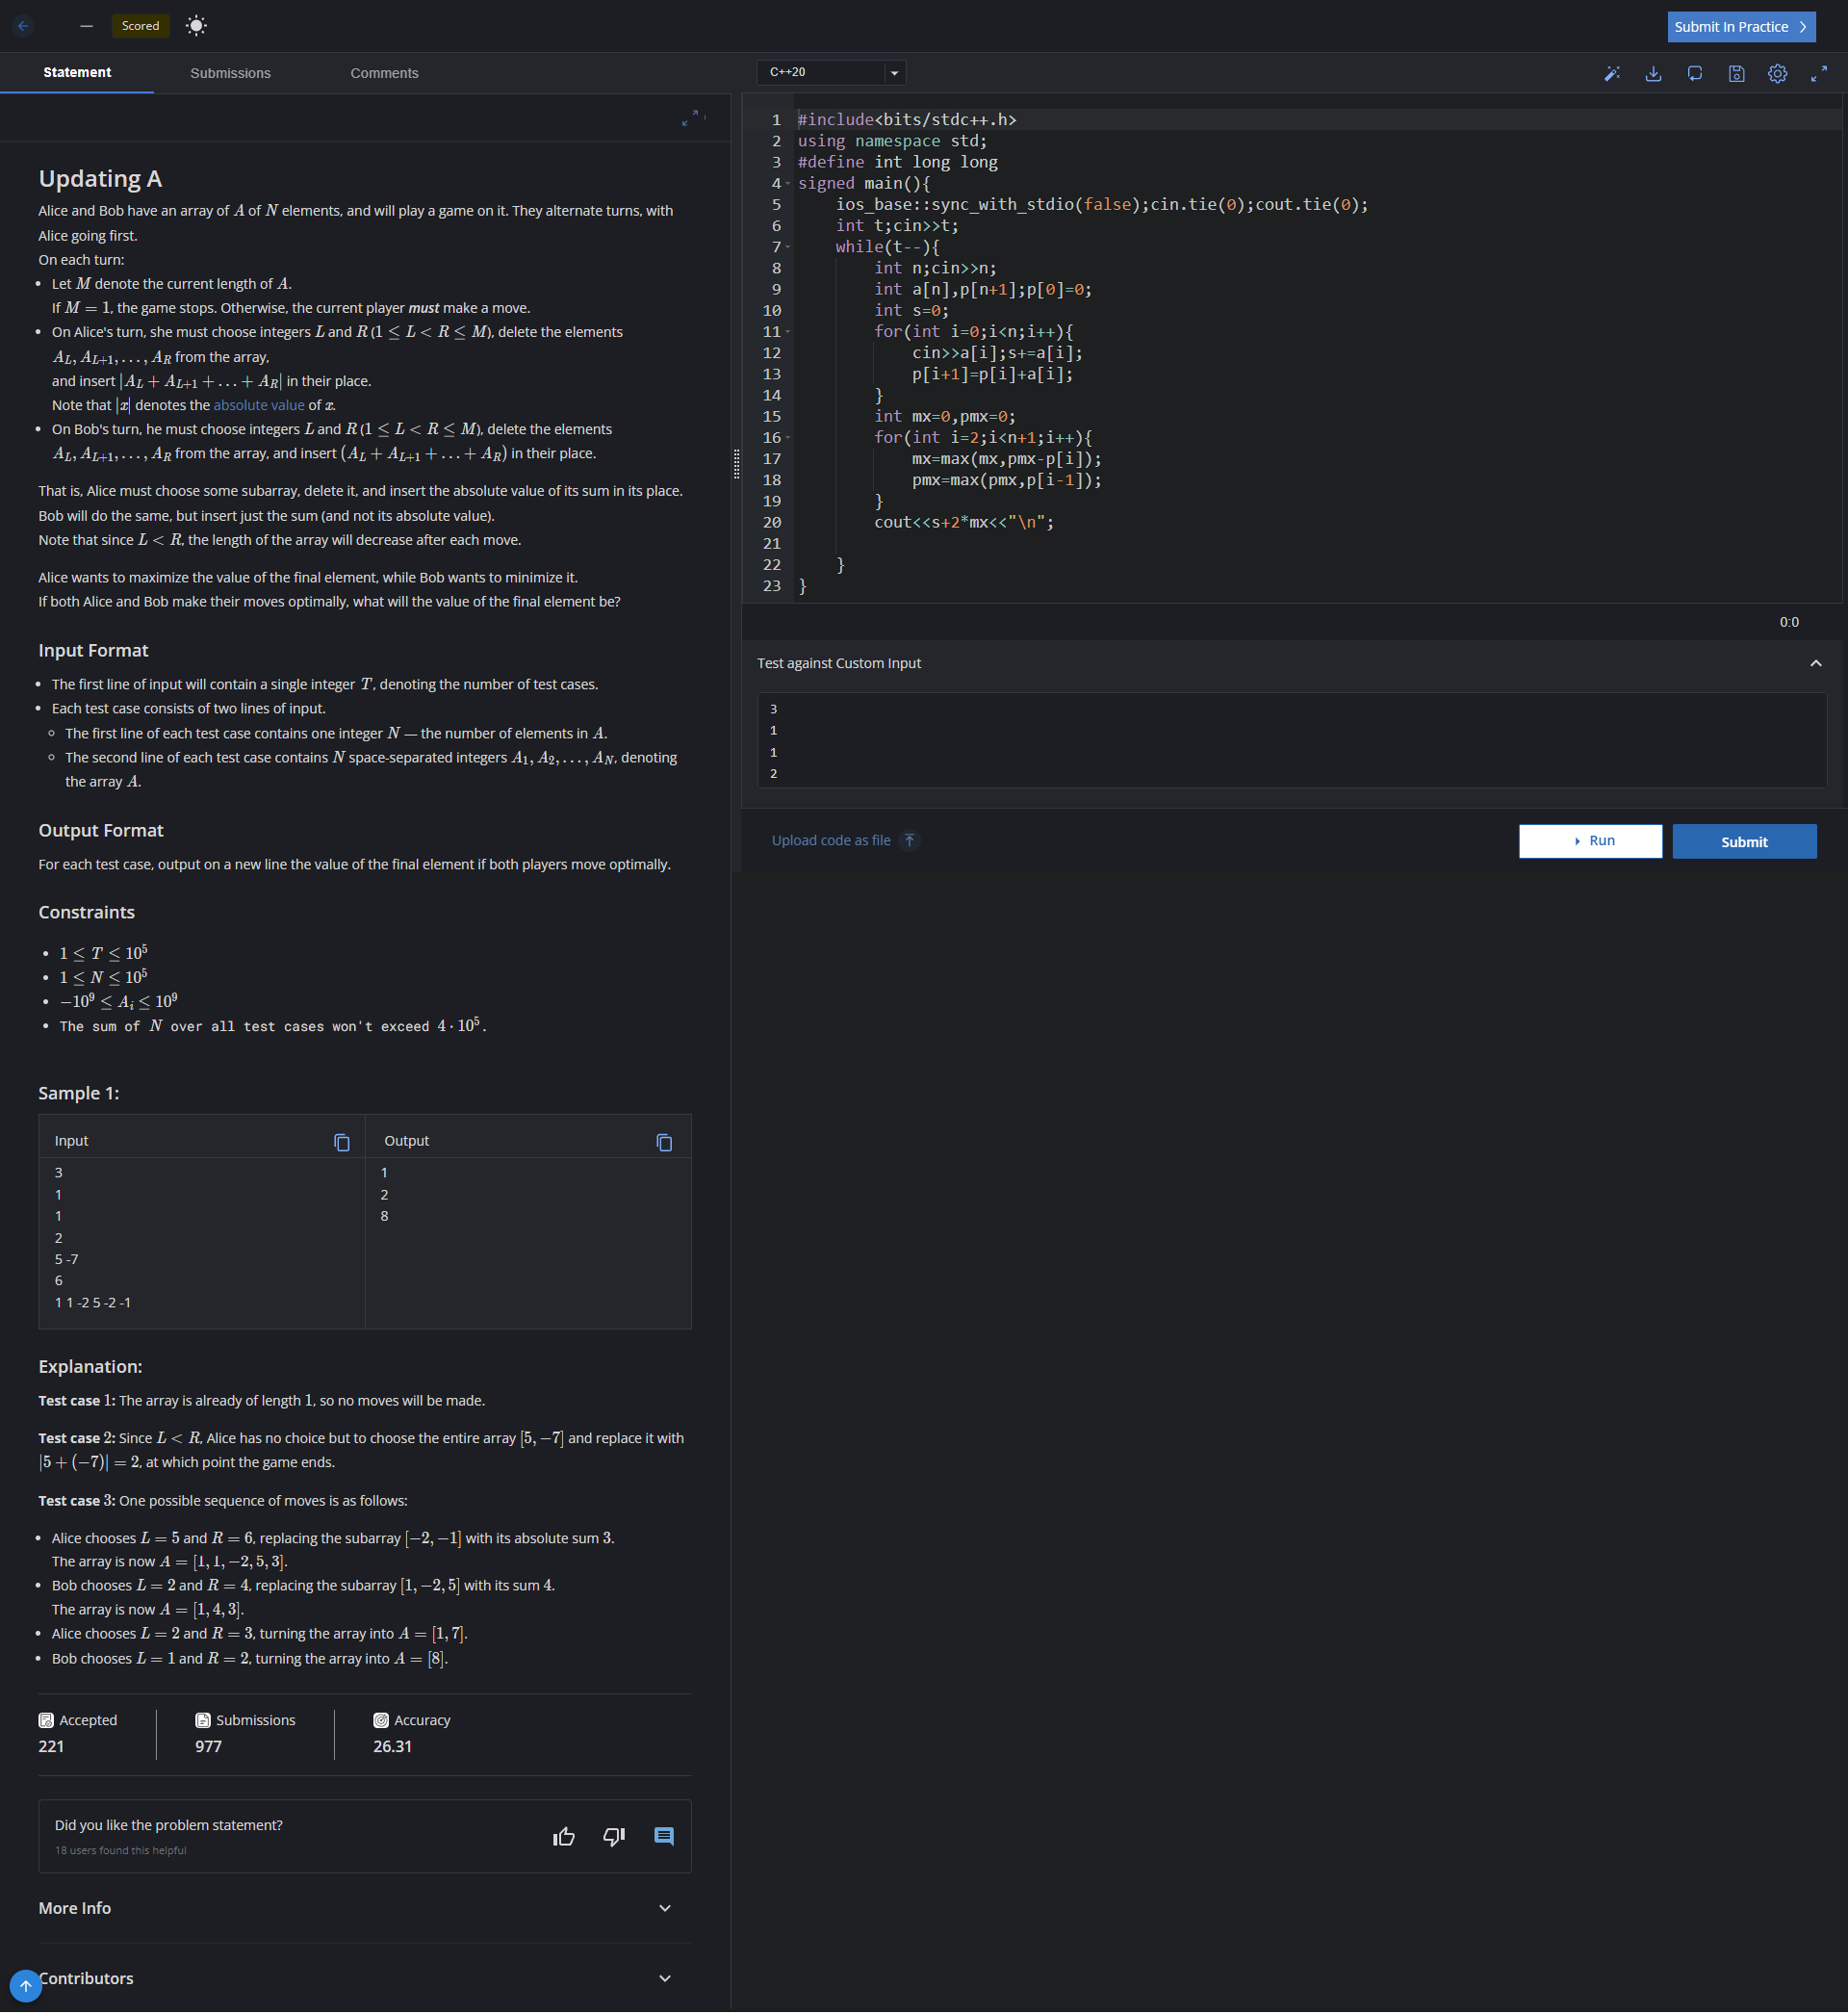 Scored
Submit In Practice
Statement
Submissions
Comments
Updating A
Alice and Bob have an array of A of N elements, and will play a game on it. They alternate turns, with
Alice going first.
On each turn:
• Let M denote the current length of A.
If M = 1, the game stops. Otherwise, the current player must make a move.
• On Alice's turn, she must choose integers L and R (1 ≤ L < R ≤ M), delete the elements
A_L, A_{L+1}, …, A_R from the array,
and insert |A_L + A_{L+1} + … + A_R| in their place.
Note that |x| denotes the absolute value of x.
• On Bob's turn, he must choose integers L and R (1 ≤ L < R ≤ M), delete the elements
A_L, A_{L+1}, …, A_R from the array, and insert (A_L + A_{L+1} + … + A_R) in their place.
That is, Alice must choose some subarray, delete it, and insert the absolute value of its sum in its place.
Bob will do the same, but insert just the sum (and not its absolute value).
Note that since L < R, the length of the array will decrease after each move.
Alice wants to maximize the value of the final element, while Bob wants to minimize it.
If both Alice and Bob make their moves optimally, what will the value of the final element be?
Input Format
• The first line of input will contain a single integer T, denoting the number of test cases.
• Each test case consists of two lines of input.
∘ The first line of each test case contains one integer N — the number of elements in A.
∘ The second line of each test case contains N space-separated integers A_1, A_2, …, A_N, denoting
the array A.
Output Format
For each test case, output on a new line the value of the final element if both players move optimally.
Constraints
• 1 ≤ T ≤ 10^5
• 1 ≤ N ≤ 10^5
• −10^9 ≤ A_i ≤ 10^9
• The sum of N over all test cases won't exceed 4 · 10^5.
Sample 1:
Input
Output
3
1
1
2
5 -7
6
1 1 -2 5 -2 -1
1
2
8
Explanation:
Test case 1: The array is already of length 1, so no moves will be made.
Test case 2: Since L < R, Alice has no choice but to choose the entire array [5, −7] and replace it with
|5 + (−7)| = 2, at which point the game ends.
Test case 3: One possible sequence of moves is as follows:
• Alice chooses L = 5 and R = 6, replacing the subarray [−2, −1] with its absolute sum 3.
The array is now A = [1, 1, −2, 5, 3].
• Bob chooses L = 2 and R = 4, replacing the subarray [1, −2, 5] with its sum 4.
The array is now A = [1, 4, 3].
• Alice chooses L = 2 and R = 3, turning the array into A = [1, 7].
• Bob chooses L = 1 and R = 2, turning the array into A = [8].
Accepted
221
Submissions
977
Accuracy
26.31
Did you like the problem statement?
18 users found this helpful
More Info
Contributors
C++20
1 #include<bits/stdc++.h>
2 using namespace std;
3 #define int long long
4 signed main(){
5     ios_base::sync_with_stdio(false);cin.tie(0);cout.tie(0);
6     int t;cin>>t;
7     while(t--){
8         int n;cin>>n;
9         int a[n],p[n+1];p[0]=0;
10         int s=0;
11         for(int i=0;i<n;i++){
12             cin>>a[i];s+=a[i];
13             p[i+1]=p[i]+a[i];
14         }
15         int mx=0,pmx=0;
16         for(int i=2;i<n+1;i++){
17             mx=max(mx,pmx-p[i]);
18             pmx=max(pmx,p[i-1]);
19         }
20         cout<<s+2*mx<<"\n";
21
22     }
23 }
0:0
Test against Custom Input
3
1
1
2
Upload code as file
Run
Submit